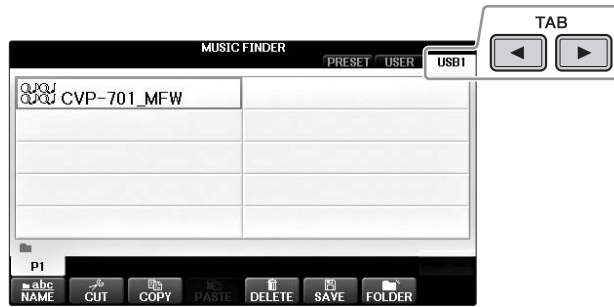 TAB
MUSIC FINDER
PRESET USER USB1
CVP-701_MFW
P1
abc
NAME CUT COPY PASTE DELETE SAVE FOLDER